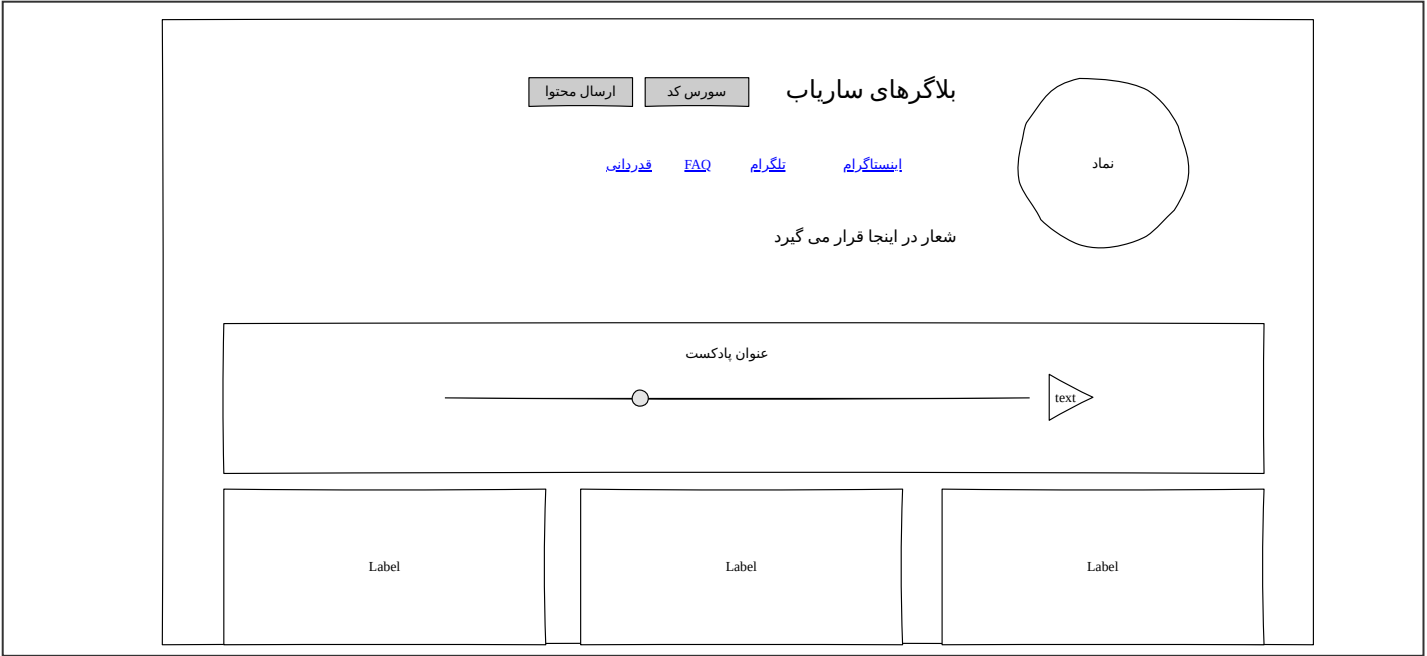 بلاگرهای ساریاب
سورس کد
ارسال محتوا
نماد
اینستاگرام
تلگرام
FAQ
قدردانی
شعار در اینجا قرار می گیرد
عنوان پادکست
text
Label
Label
Label